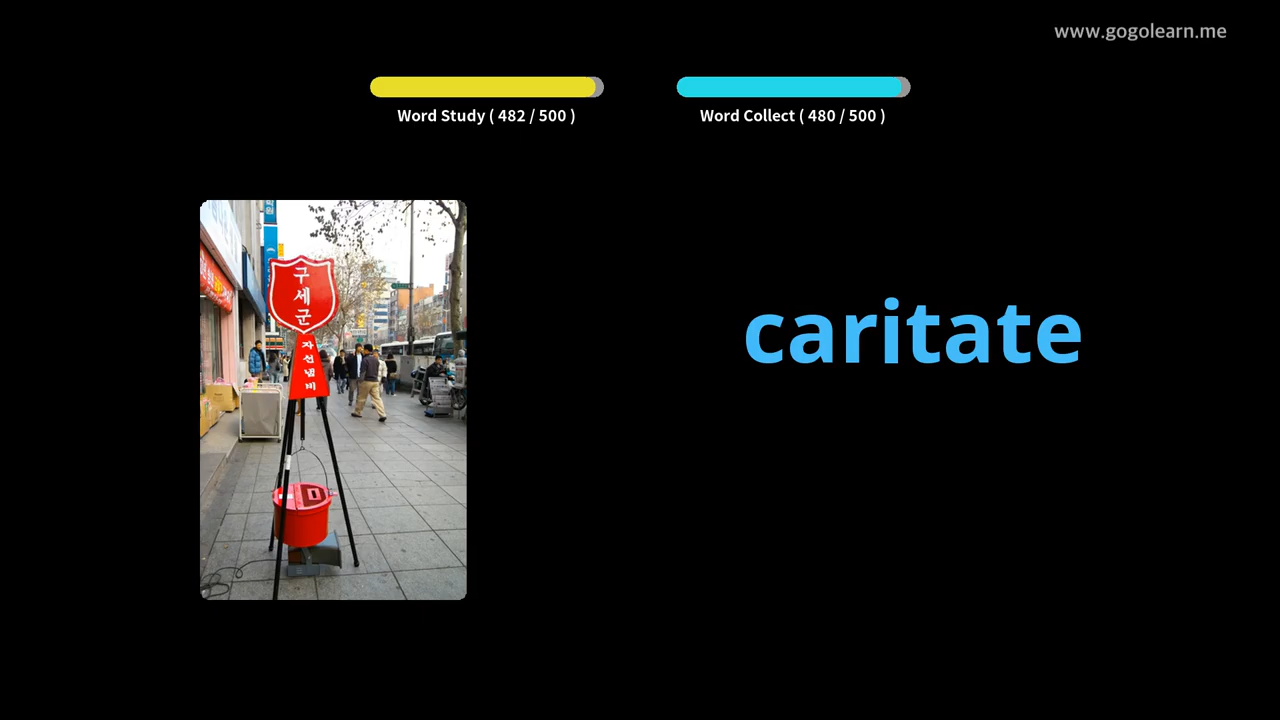 www.gogolearn.me
Word Study ( 482 / 500 )
Word Collect ( 480 / 500 )
구세군
자선냄비
caritate